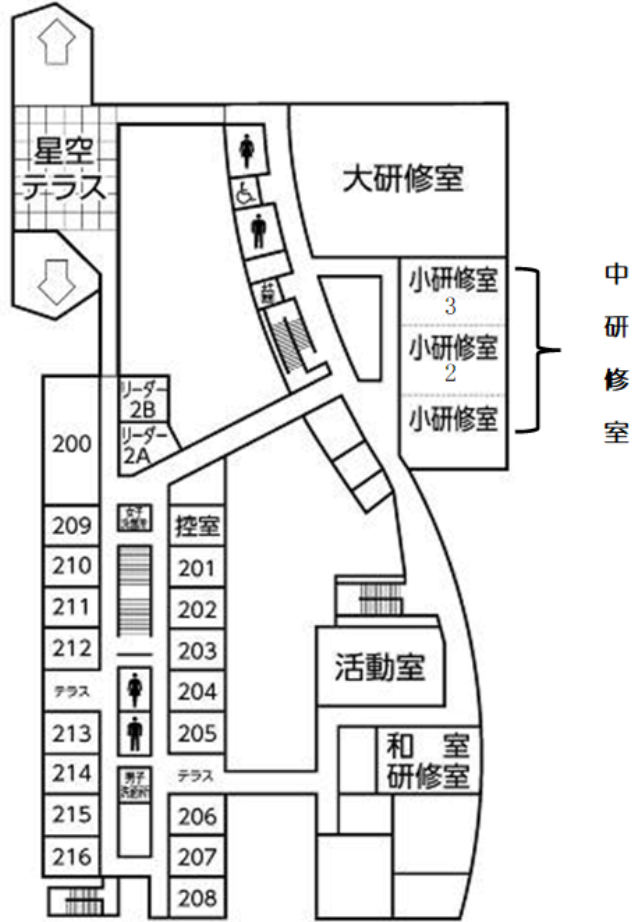 星空
テラス
大研修室
小研修室
3
小研修室
2
小研修室
中
研
修
室
リーダー
2B
リーダー
2A
200
女子
洗面所
209
控室
210
201
211
202
212
203
テラス
204
213
205
214
男子
洗面所
テラス
215
206
216
207
208
活動室
和 室
研修室